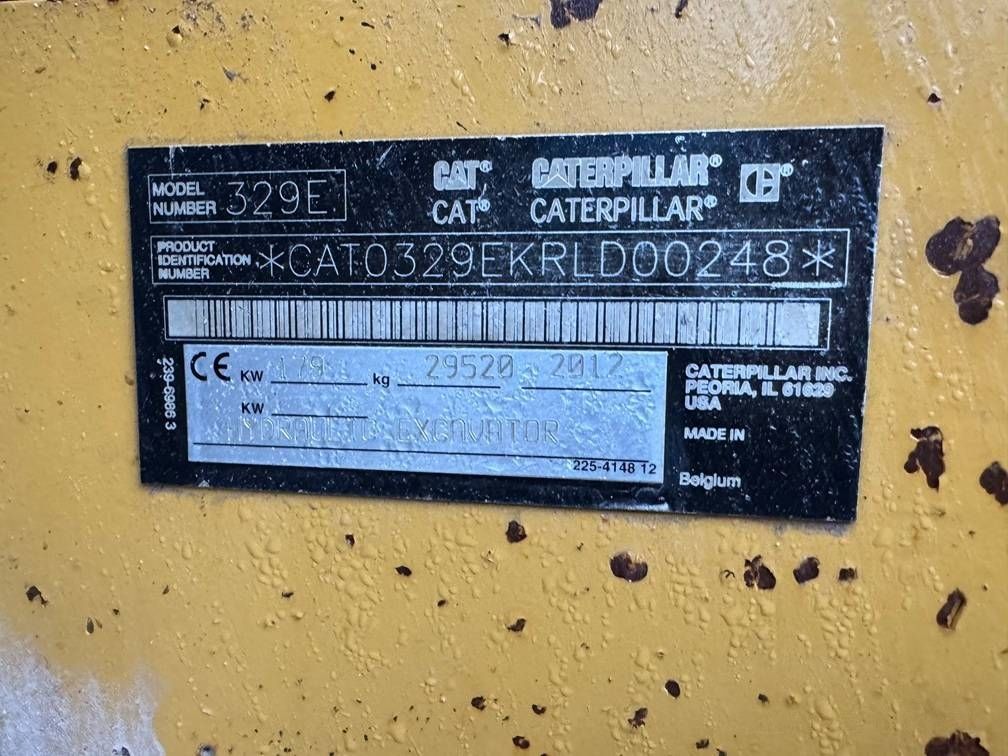 MODEL NUMBER 329E
CAT® CATERPILLAR® ®
CAT® CATERPILLAR®
PRODUCT IDENTIFICATION NUMBER *CAT0329EKRLD00248*
239-6986 3
CE KW 179 kg 29520 2012
KW
HYDRAULIC EXCAVATOR
225-4148 12
CATERPILLAR INC.
PEORIA, IL 61629
USA
MADE IN
Belgium